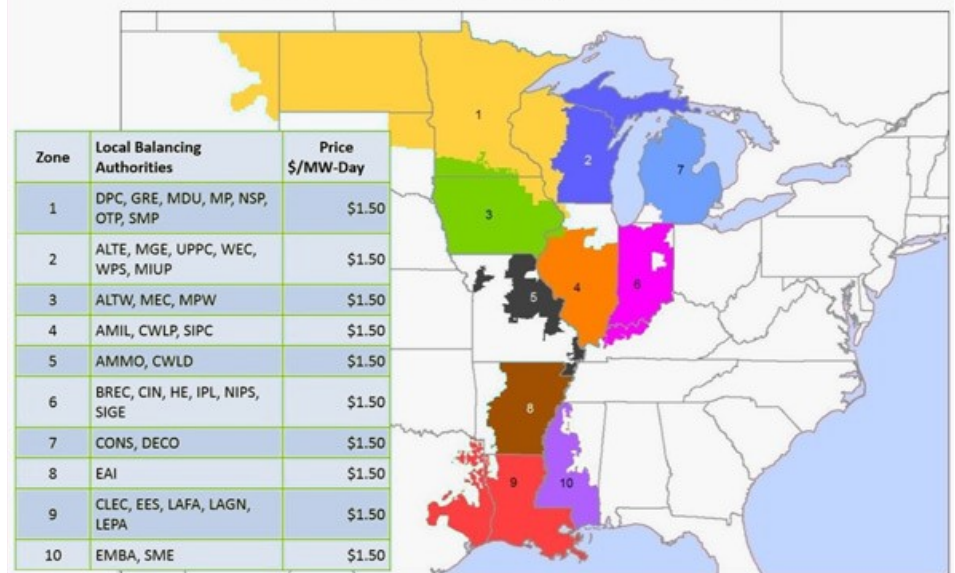 Zone
Local Balancing
Authorities
Price
$/MW-Day
1
DPC, GRE, MDU, MP, NSP,
OTP, SMP
$1.50
2
ALTE, MGE, UPPC, WEC,
WPS, MIUP
$1.50
3
ALTW, MEC, MPW
$1.50
4
AMIL, CWLP, SIPC
$1.50
5
AMMO, CWLD
$1.50
6
BREC, CIN, HE, IPL, NIPS,
SIGE
$1.50
7
CONS, DECO
$1.50
8
EAI
$1.50
9
CLEC, EES, LAFA, LAGN,
LEPA
$1.50
10
EMBA, SME
$1.50
1
2
7
3
4
5
6
8
9
10